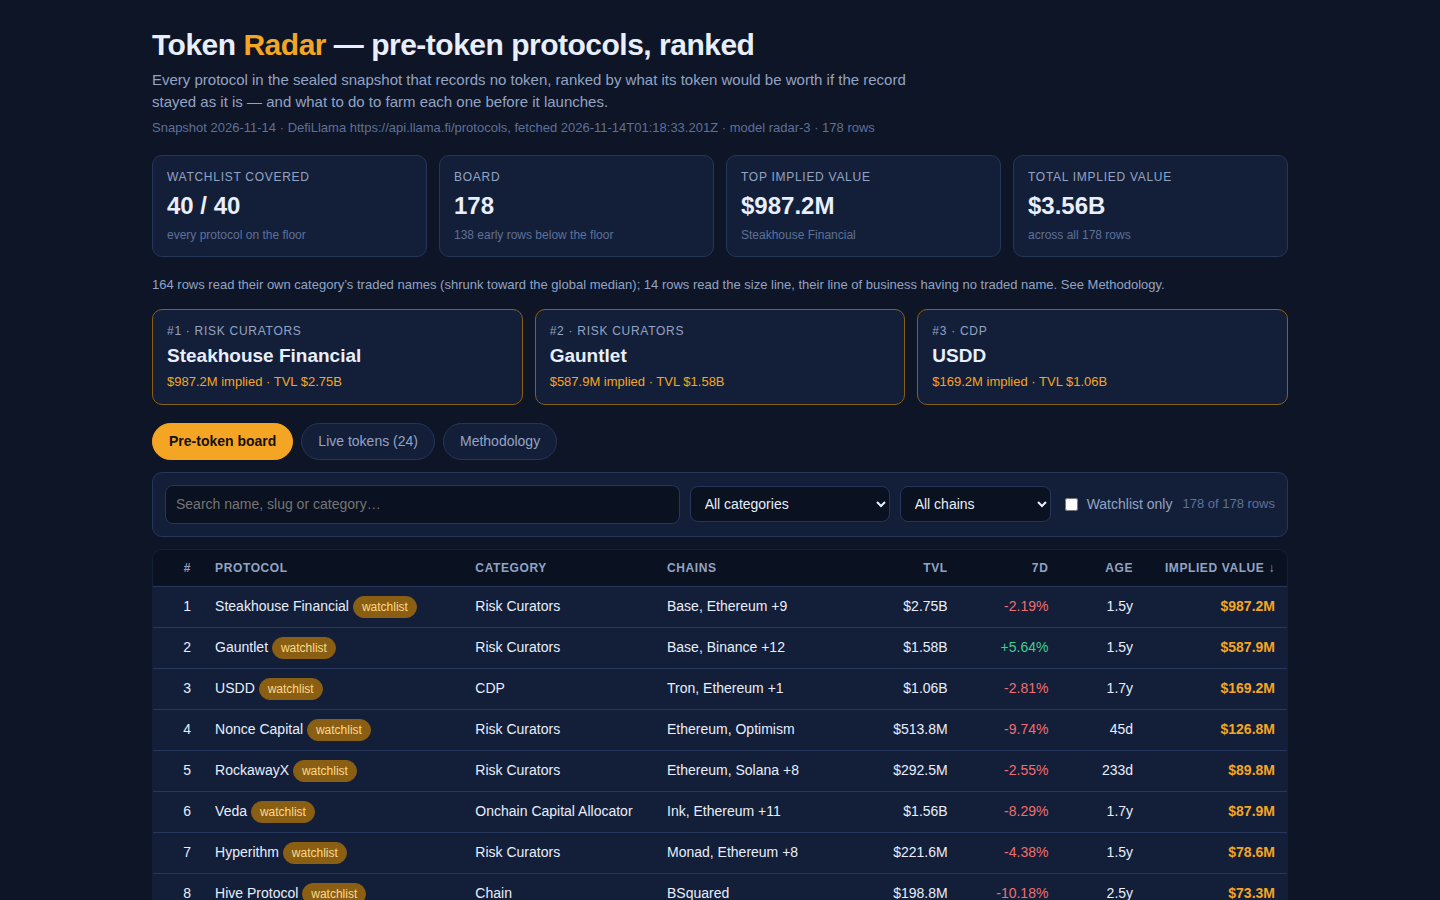 Token Radar — pre-token protocols, ranked
Every protocol in the sealed snapshot that records no token, ranked by what its token would be worth if the record
stayed as it is — and what to do to farm each one before it launches.
Snapshot 2026-11-14 · DefiLlama https://api.llama.fi/protocols, fetched 2026-11-14T01:18:33.201Z · model radar-3 · 178 rows
WATCHLIST COVERED BOARD TOP IMPLIED VALUE TOTAL IMPLIED VALUE
40 / 40 178 $987.2M $3.56B
every protocol on the floor 138 early rows below the floor Steakhouse Financial across all 178 rows
164 rows read their own category's traded names (shrunk toward the global median); 14 rows read the size line, their line of business having no traded name. See Methodology.
#1 · RISK CURATORS #2 · RISK CURATORS #3 · CDP
Steakhouse Financial Gauntlet USDD
$987.2M implied · TVL $2.75B $587.9M implied · TVL $1.58B $169.2M implied · TVL $1.06B
Pre-token board Live tokens (24) Methodology
Search name, slug or category… All categories All chains Watchlist only 178 of 178 rows
# PROTOCOL CATEGORY CHAINS TVL 7D AGE IMPLIED VALUE ↓
1 Steakhouse Financial watchlist Risk Curators Base, Ethereum +9 $2.75B -2.19% 1.5y $987.2M
2 Gauntlet watchlist Risk Curators Base, Binance +12 $1.58B +5.64% 1.5y $587.9M
3 USDD watchlist CDP Tron, Ethereum +1 $1.06B -2.81% 1.7y $169.2M
4 Nonce Capital watchlist Risk Curators Ethereum, Optimism $513.8M -9.74% 45d $126.8M
5 RockawayX watchlist Risk Curators Ethereum, Solana +8 $292.5M -2.55% 233d $89.8M
6 Veda watchlist Onchain Capital Allocator Ink, Ethereum +11 $1.56B -8.29% 1.7y $87.9M
7 Hyperithm watchlist Risk Curators Monad, Ethereum +8 $221.6M -4.38% 1.5y $78.6M
8 Hive Protocol watchlist Chain BSquared $198.8M -10.18% 2.5y $73.3M